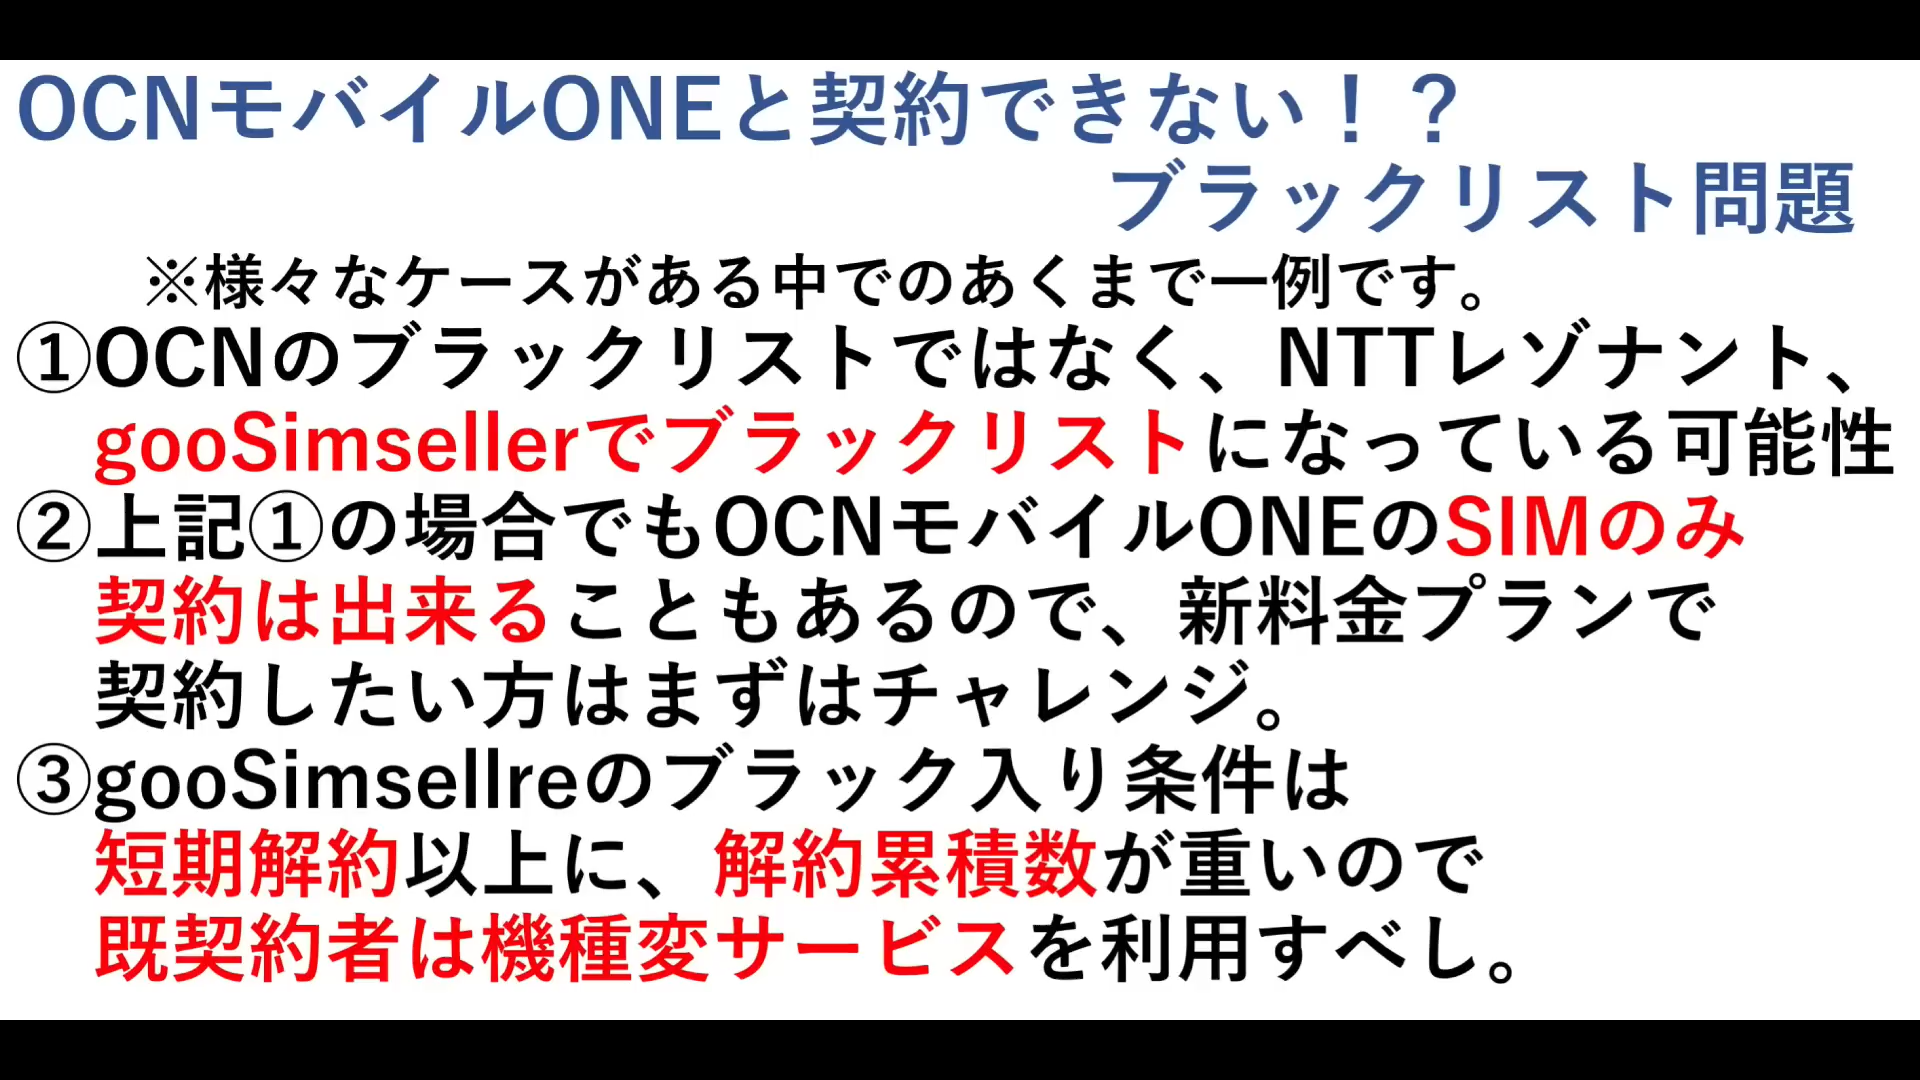 OCNモバイルONEと契約できない！？
ブラックリスト問題
※様々なケースがある中でのあくまで一例です。
①OCNのブラックリストではなく、NTTレゾナント、
gooSimsellerでブラックリストになっている可能性
②上記①の場合でもOCNモバイルONEのSIMのみ
契約は出来ることもあるので、新料金プランで
契約したい方はまずはチャレンジ。
③gooSimsellreのブラック入り条件は
短期解約以上に、解約累積数が重いので
既契約者は機種変サービスを利用すべし。